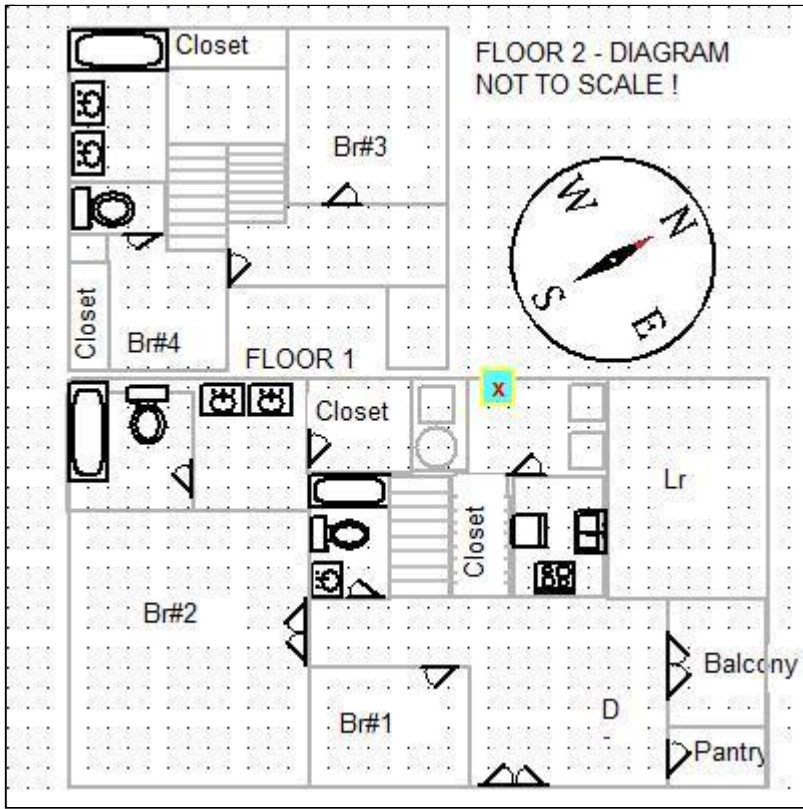 Closet
FLOOR 2 - DIAGRAM
NOT TO SCALE !
Br#3
W
N
S
E
Closet
Br#4
FLOOR 1
x
Closet
Lr
Closet
Br#2
Balcony
Br#1
D
Pantry